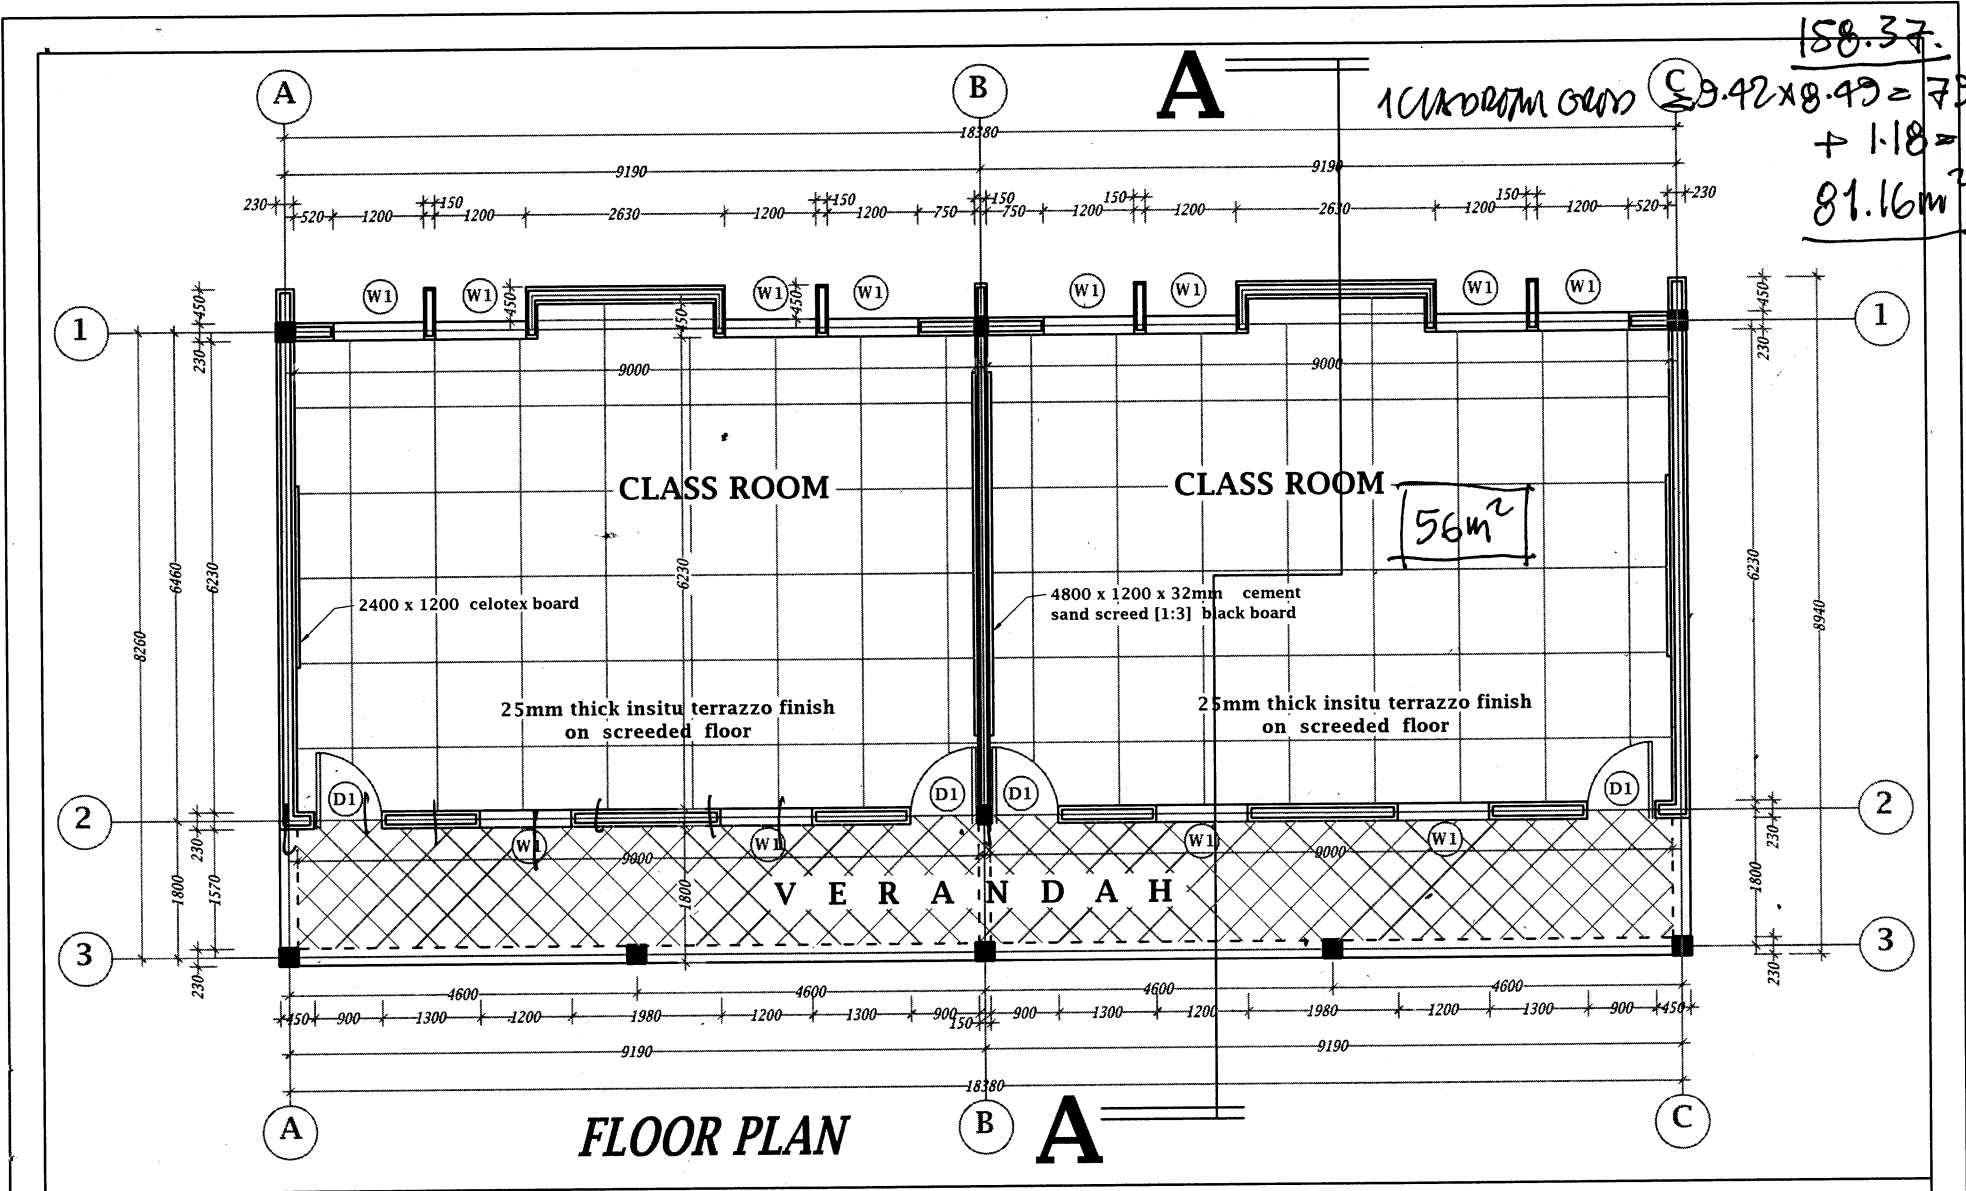 158.37.
A B A C
1 CLASSROOM GROSS 9.42 x 8.49 = 79
+ 1.18 =
81.16m²
18380
9190 9190
230 520 1200 150 1200 2630 1200 150 1200 750 150 750 1200 150 1200 2630 1200 150 1200 520 230
450 W1 W1 450 W1 450 W1 W1 W1 W1 W1 450
450
1 1
230 230
9000 9000
CLASS ROOM CLASS ROOM
56m²
8260 6460 6230 6230 6230 8940
2400 x 1200 celotex board
4800 x 1200 x 32mm cement
sand screed [1:3] black board
25mm thick insitu terrazzo finish
on screeded floor
25mm thick insitu terrazzo finish
on screeded floor
D1 D1 D1 D1
2 2
230 W1 W1 W1 W1 230
9000 9000
1800 1570 1800 1800
VERANDAH
3 3
230 230
4600 4600 4600 4600
450 900 1300 1200 1980 1200 1300 900 150 900 1300 1200 1980 1200 1300 900 450
9190 9190
18380
A B A C
FLOOR PLAN